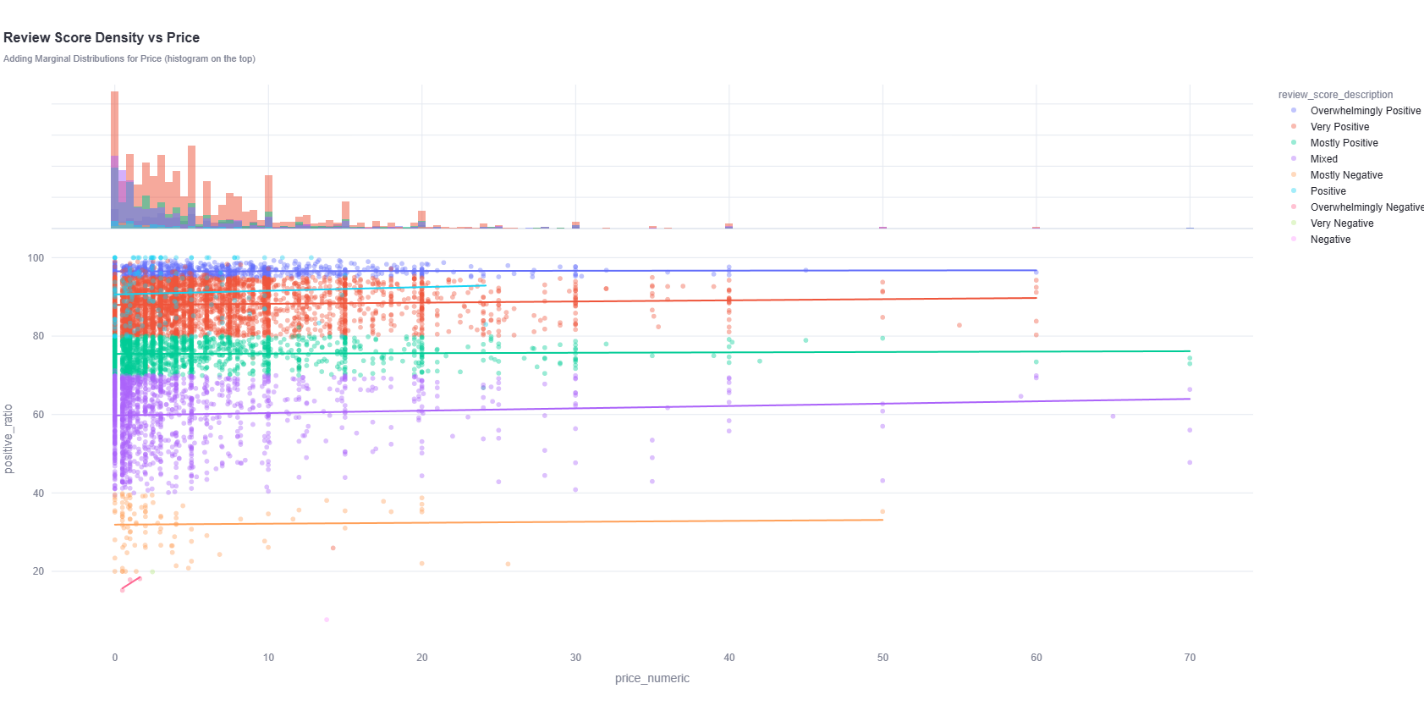 Review Score Density vs Price
Adding Marginal Distributions for Price (histogram on the top)
review_score_description
Overwhelmingly Positive
Very Positive
Mostly Positive
Mixed
Mostly Negative
Positive
Overwhelmingly Negative
Very Negative
Negative
100
80
60
40
20
positive_ratio
0 10 20 30 40 50 60 70
price_numeric